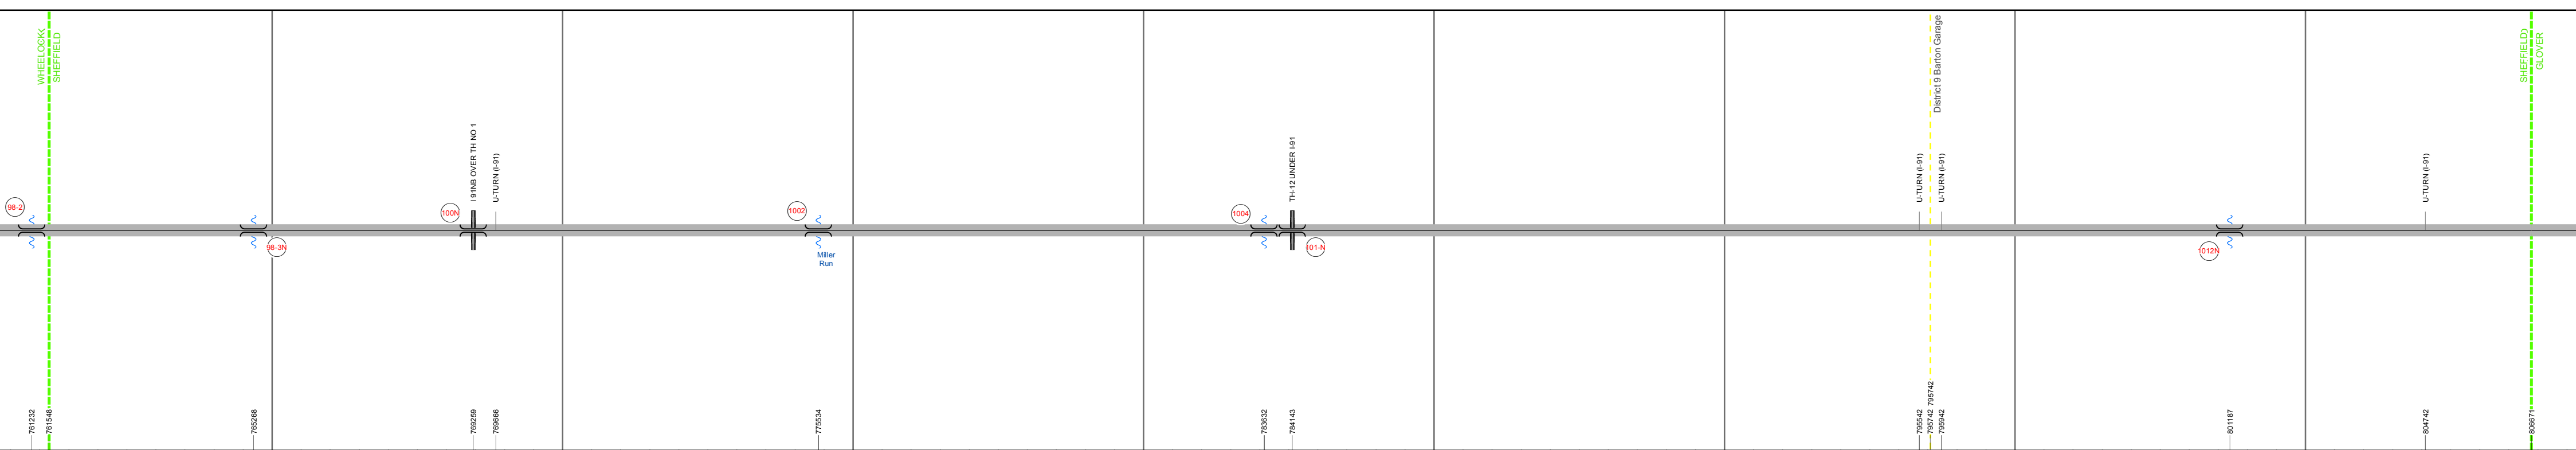 WHEELOCK
SHEFFIELD
District 9 Barton Garage
SHEFFIELD
GLOVER
I 91NB OVER TH NO 1
U-TURN (I-91)
TH-12 UNDER I-91
U-TURN (I-91)
U-TURN (I-91)
U-TURN (I-91)
98-2
98-3N
100N
1002
Miller
Run
1004
101-N
1012N
761232
761548
765268
769259
769666
775534
783632
784143
795542
795742 795742
795942
801187
804742
806671